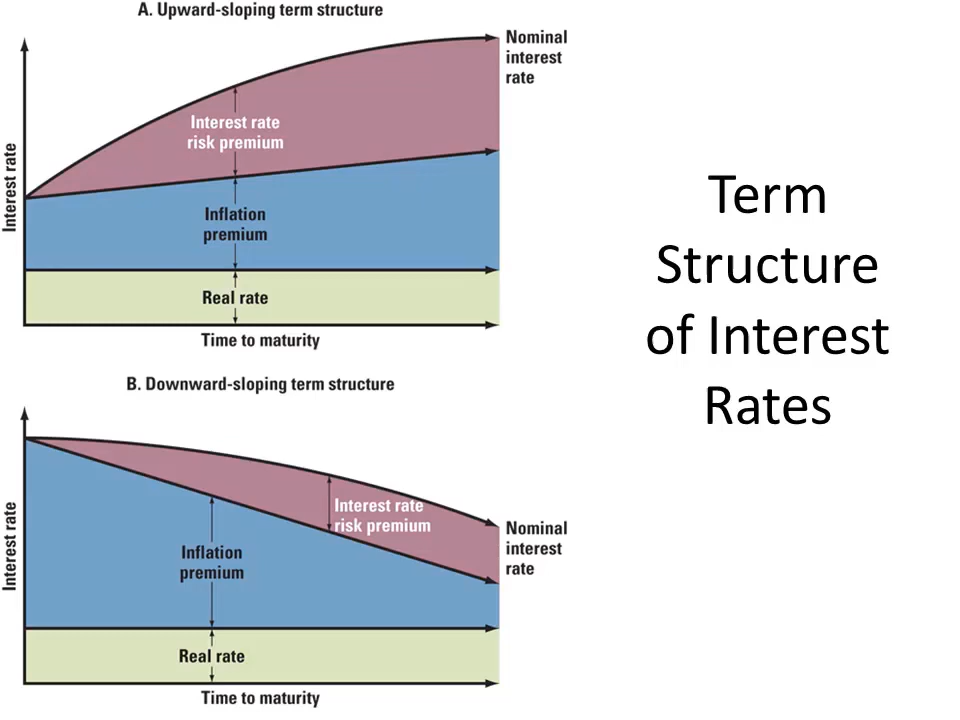 A. Upward-sloping term structure
Nominal
interest
rate
Interest rate
risk premium
Inflation
premium
Real rate
Interest rate
Time to maturity
B. Downward-sloping term structure
Interest rate
risk premium
Nominal
interest
rate
Inflation
premium
Real rate
Interest rate
Time to maturity
Term
Structure
of Interest
Rates